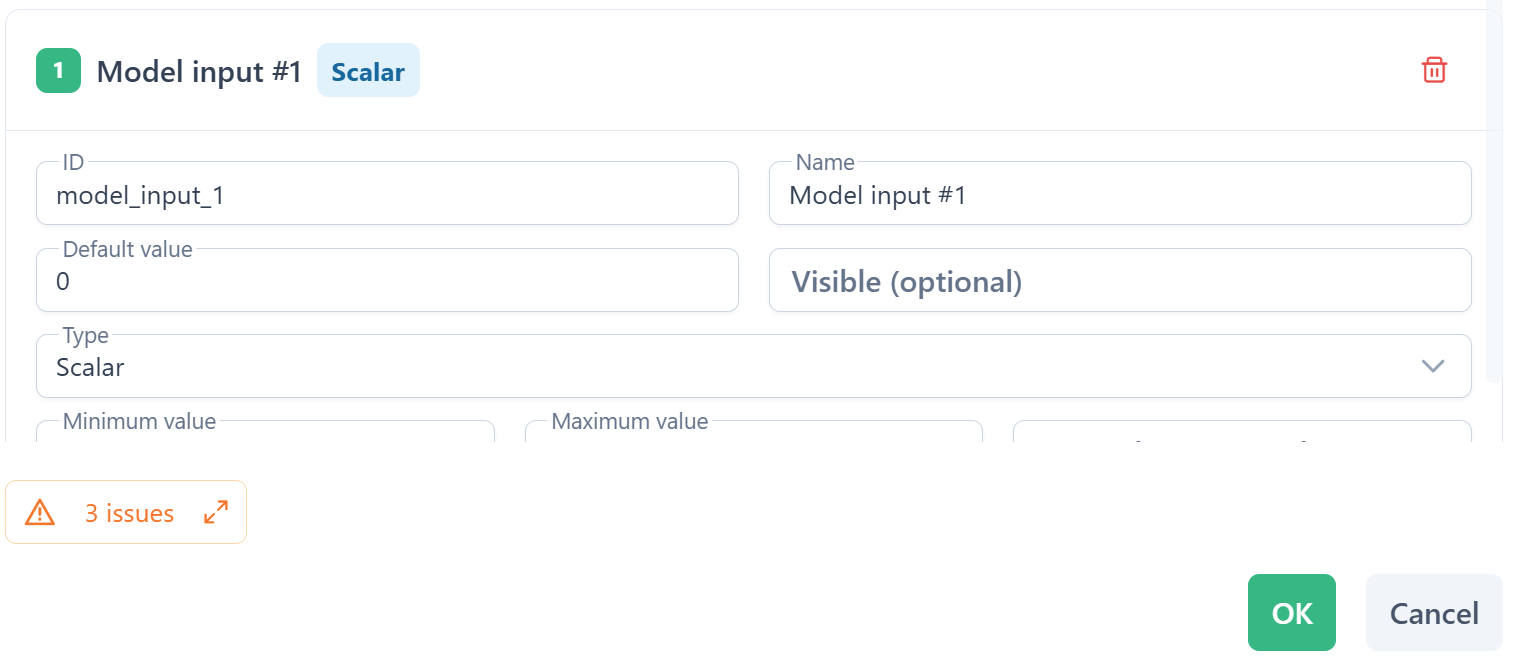 1 Model input #1 Scalar
ID Name
model_input_1 Model input #1
Default value
0 Visible (optional)
Type
Scalar
Minimum value Maximum value
3 issues
OK Cancel